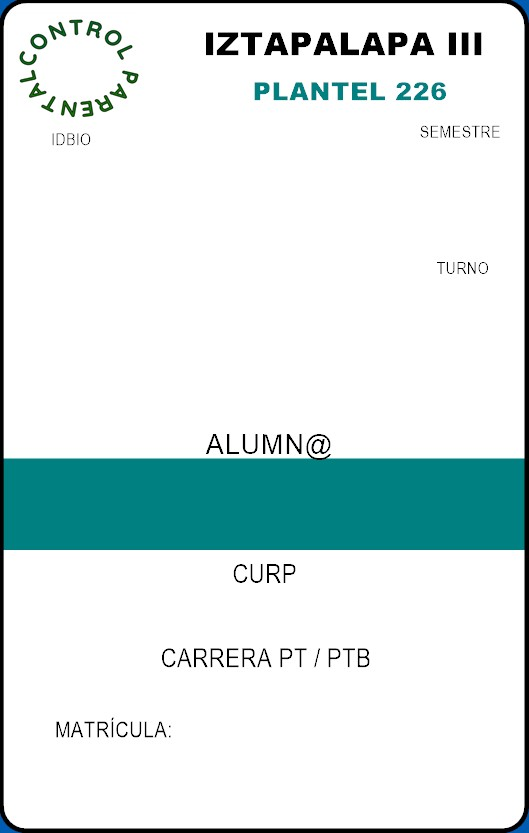 CONTROL PARENTAL
IZTAPALAPA III
PLANTEL 226
IDBIO
SEMESTRE
TURNO
ALUMN@
CURP
CARRERA PT / PTB
MATRÍCULA: